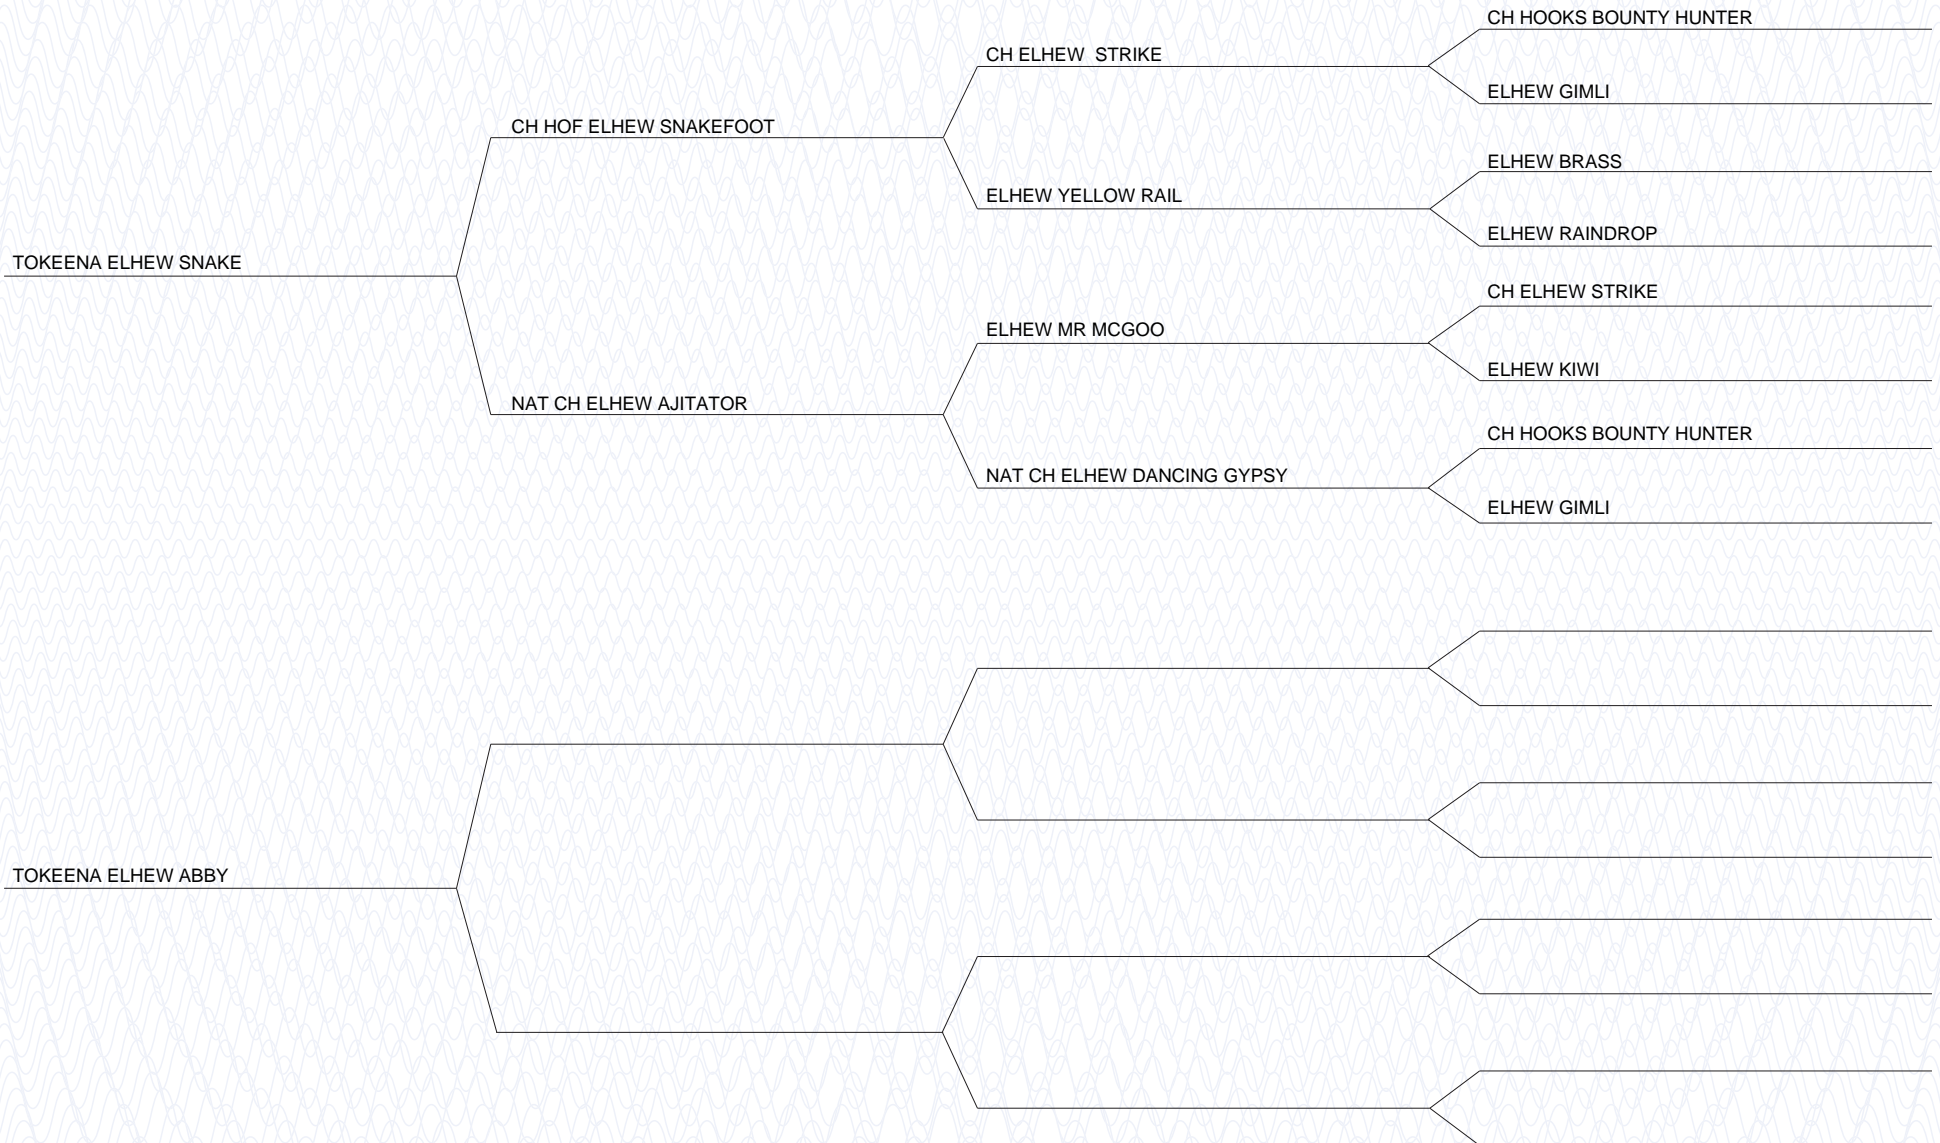 CH HOOKS BOUNTY HUNTER
CH ELHEW  STRIKE
ELHEW GIMLI
CH HOF ELHEW SNAKEFOOT
ELHEW BRASS
ELHEW YELLOW RAIL
ELHEW RAINDROP
TOKEENA ELHEW SNAKE
CH ELHEW STRIKE
ELHEW MR MCGOO
ELHEW KIWI
NAT CH ELHEW AJITATOR
CH HOOKS BOUNTY HUNTER
NAT CH ELHEW DANCING GYPSY
ELHEW GIMLI
TOKEENA ELHEW ABBY